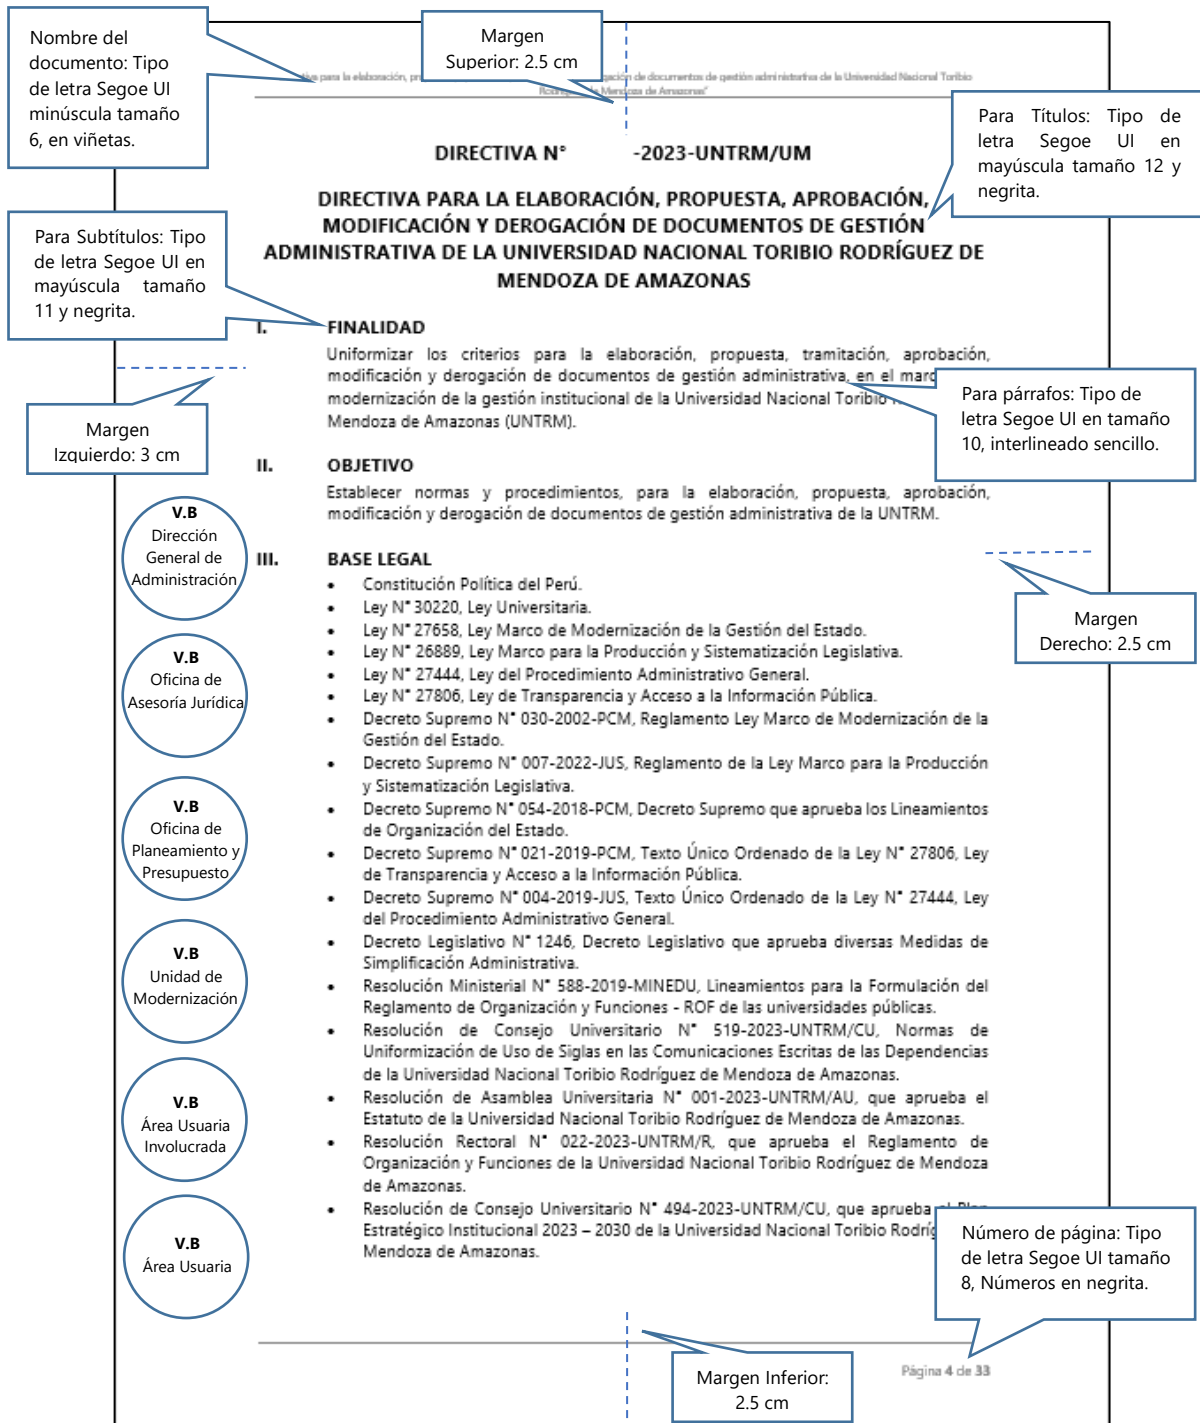 Nombre del
documento: Tipo
de letra Segoe UI
minúscula tamaño
6, en viñetas.
Margen
Superior: 2.5 cm
para la elaboración,
gación de documentos de gestión administrativa de la Universidad Nacional Toribio
Mendoza de Amazonas"
Para Títulos: Tipo de
letra Segoe UI en
mayúscula tamaño 12 y
negrita.
DIRECTIVA N° -2023-UNTRM/UM
DIRECTIVA PARA LA ELABORACIÓN, PROPUESTA, APROBACIÓN,
MODIFICACIÓN Y DEROGACIÓN DE DOCUMENTOS DE GESTIÓN
ADMINISTRATIVA DE LA UNIVERSIDAD NACIONAL TORIBIO RODRÍGUEZ DE
MENDOZA DE AMAZONAS
Para Subtítulos: Tipo
de letra Segoe UI en
mayúscula tamaño
11 y negrita.
I. FINALIDAD
Uniformizar los criterios para la elaboración, propuesta, tramitación, aprobación,
modificación y derogación de documentos de gestión administrativa, en el marc
modernización de la gestión institucional de la Universidad Nacional Toribio
Mendoza de Amazonas (UNTRM).
Para párrafos: Tipo de
letra Segoe UI en tamaño
10, interlineado sencillo.
Margen
Izquierdo: 3 cm
II. OBJETIVO
Establecer normas y procedimientos, para la elaboración, propuesta, aprobación,
modificación y derogación de documentos de gestión administrativa de la UNTRM.
V.B
Dirección
General de
Administración
III. BASE LEGAL
• Constitución Política del Perú.
• Ley N° 30220, Ley Universitaria.
• Ley N° 27658, Ley Marco de Modernización de la Gestión del Estado.
• Ley N° 26889, Ley Marco para la Producción y Sistematización Legislativa.
• Ley N° 27444, Ley del Procedimiento Administrativo General.
• Ley N° 27806, Ley de Transparencia y Acceso a la Información Pública.
• Decreto Supremo N° 030-2002-PCM, Reglamento Ley Marco de Modernización de la
Gestión del Estado.
• Decreto Supremo N° 007-2022-JUS, Reglamento de la Ley Marco para la Producción
y Sistematización Legislativa.
• Decreto Supremo N° 054-2018-PCM, Decreto Supremo que aprueba los Lineamientos
de Organización del Estado.
• Decreto Supremo N° 021-2019-PCM, Texto Único Ordenado de la Ley N° 27806, Ley
de Transparencia y Acceso a la Información Pública.
• Decreto Supremo N° 004-2019-JUS, Texto Único Ordenado de la Ley N° 27444, Ley
del Procedimiento Administrativo General.
• Decreto Legislativo N° 1246, Decreto Legislativo que aprueba diversas Medidas de
Simplificación Administrativa.
• Resolución Ministerial N° 588-2019-MINEDU, Lineamientos para la Formulación del
Reglamento de Organización y Funciones - ROF de las universidades públicas.
• Resolución de Consejo Universitario N° 519-2023-UNTRM/CU, Normas de
Uniformización de Uso de Siglas en las Comunicaciones Escritas de las Dependencias
de la Universidad Nacional Toribio Rodríguez de Mendoza de Amazonas.
• Resolución de Asamblea Universitaria N° 001-2023-UNTRM/AU, que aprueba el
Estatuto de la Universidad Nacional Toribio Rodríguez de Mendoza de Amazonas.
• Resolución Rectoral N° 022-2023-UNTRM/R, que aprueba el Reglamento de
Organización y Funciones de la Universidad Nacional Toribio Rodríguez de Mendoza
de Amazonas.
• Resolución de Consejo Universitario N° 494-2023-UNTRM/CU, que aprueba el Plan
Estratégico Institucional 2023 – 2030 de la Universidad Nacional Toribio Rodríg
Mendoza de Amazonas.
Margen
Derecho: 2.5 cm
V.B
Oficina de
Asesoría Jurídica
V.B
Oficina de
Planeamiento y
Presupuesto
V.B
Unidad de
Modernización
V.B
Área Usuaria
Involucrada
V.B
Área Usuaria
Número de página: Tipo
de letra Segoe UI tamaño
8, Números en negrita.
Margen Inferior:
2.5 cm
Página 4 de 33